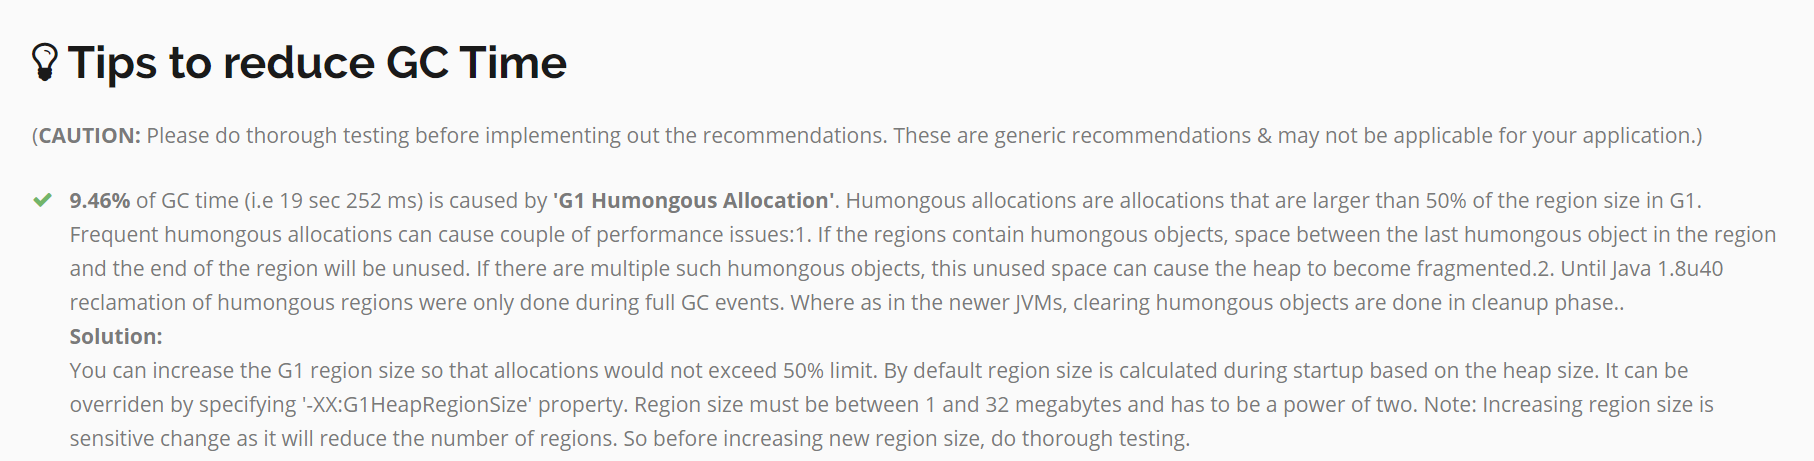 Tips to reduce GC Time
(CAUTION: Please do thorough testing before implementing out the recommendations. These are generic recommendations & may not be applicable for your application.)
9.46% of GC time (i.e 19 sec 252 ms) is caused by 'G1 Humongous Allocation'. Humongous allocations are allocations that are larger than 50% of the region size in G1.
Frequent humongous allocations can cause couple of performance issues:1. If the regions contain humongous objects, space between the last humongous object in the region
and the end of the region will be unused. If there are multiple such humongous objects, this unused space can cause the heap to become fragmented.2. Until Java 1.8u40
reclamation of humongous regions were only done during full GC events. Where as in the newer JVMs, clearing humongous objects are done in cleanup phase..
Solution:
You can increase the G1 region size so that allocations would not exceed 50% limit. By default region size is calculated during startup based on the heap size. It can be
overriden by specifying '-XX:G1HeapRegionSize' property. Region size must be between 1 and 32 megabytes and has to be a power of two. Note: Increasing region size is
sensitive change as it will reduce the number of regions. So before increasing new region size, do thorough testing.